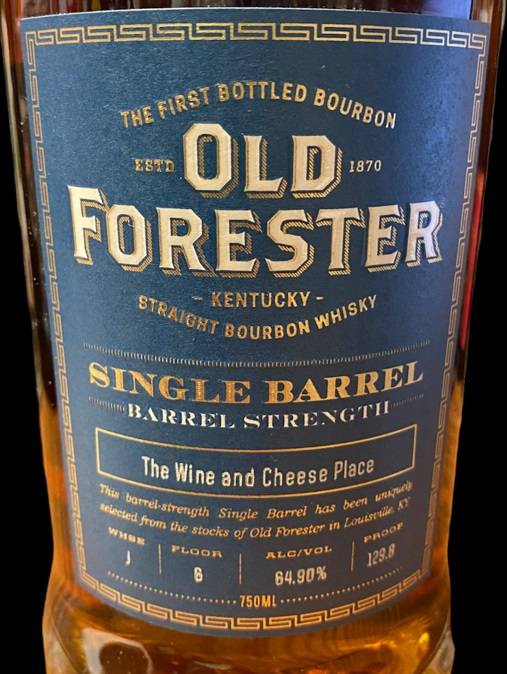 THE FIRST BOTTLED BOURBON
ESTD OLD 1870
FORESTER
- KENTUCKY -
STRAIGHT BOURBON WHISKY
SINGLE BARREL
BARREL STRENGTH
The Wine and Cheese Place
This barrel-strength Single Barrel has been uniquely
selected from the stocks of Old Forester in Louisville, KY
WHSE FLOOR ALC/VOL PROOF
J 6 64.90% 129.8
750ML